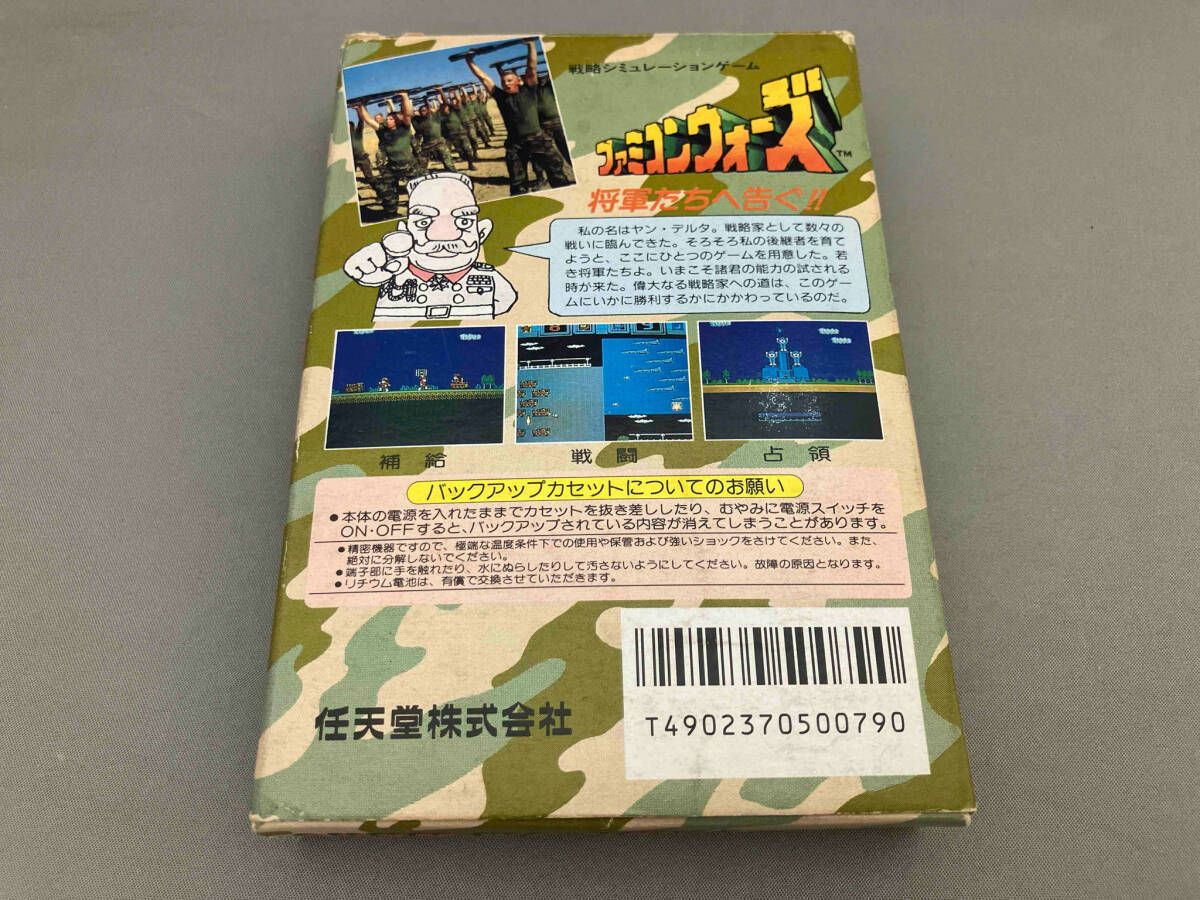 戦略シミュレーションゲーム
ファミコンウォーズ™
将軍たちへ告ぐ!!
私の名はヤン・デルタ。戦略家として数々の
戦いに臨んできた。そろそろ私の後継者を育て
ようと、ここにひとつのゲームを用意した。若
き将軍たちよ。いまこそ諸君の能力の試される
時が来た。偉大なる戦略家への道は、このゲー
ムにいかに勝利するかにかかわっているのだ。
補給
戦闘
占領
バックアップカセットについてのお願い
●本体の電源を入れたままでカセットを抜き差ししたり、むやみに電源スイッチを
ON・OFFすると、バックアップされている内容が消えてしまうことがあります。
●精密機器ですので、極端な温度条件下での使用や保管および強いショックをさけてください。また、
絶対に分解しないでください。
●端子部に手を触れたり、水にぬらしたりして汚さないようにしてください。故障の原因となります。
●リチウム電池は、有償で交換させていただきます。
任天堂株式会社
T4902370500790